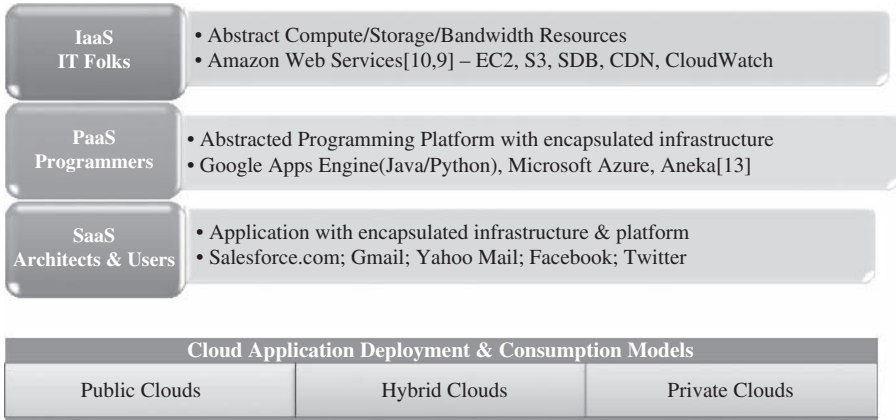 IaaS
IT Folks
• Abstract Compute/Storage/Bandwidth Resources
• Amazon Web Services[10,9] – EC2, S3, SDB, CDN, CloudWatch
PaaS
Programmers
• Abstracted Programming Platform with encapsulated infrastructure
• Google Apps Engine(Java/Python), Microsoft Azure, Aneka[13]
SaaS
Architects & Users
• Application with encapsulated infrastructure & platform
• Salesforce.com; Gmail; Yahoo Mail; Facebook; Twitter
Cloud Application Deployment & Consumption Models
Public Clouds
Hybrid Clouds
Private Clouds